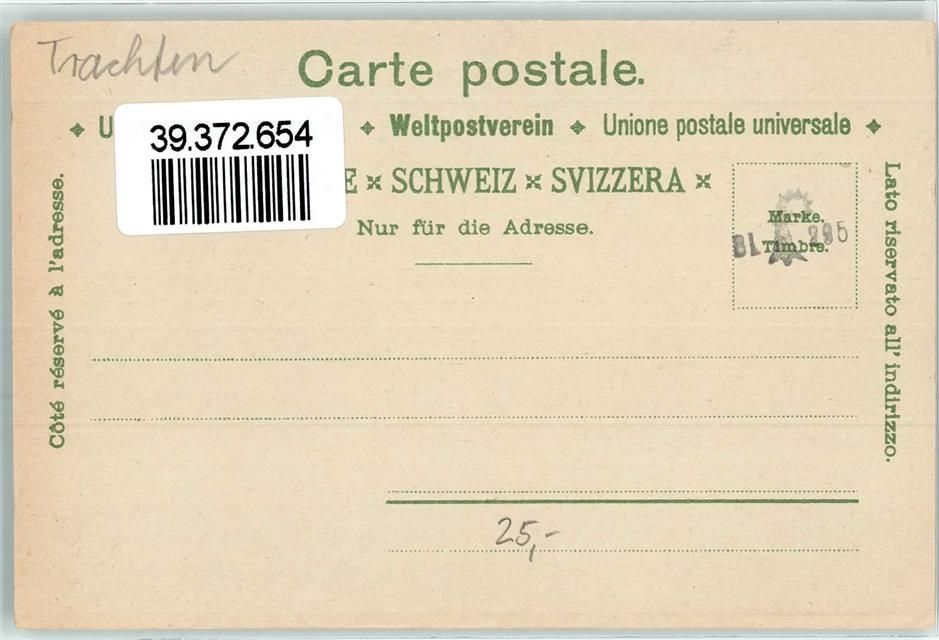 Trachten
Carte postale.
✦ U ✦ Weltpostverein ✦ Unione postale universale ✦
39.372.654
E × SCHWEIZ × SVIZZERA ×
Nur für die Adresse.
Marke.
Timbre.
Côté réservé à l'adresse.
Lato riservato all' indirizzo.
25,-